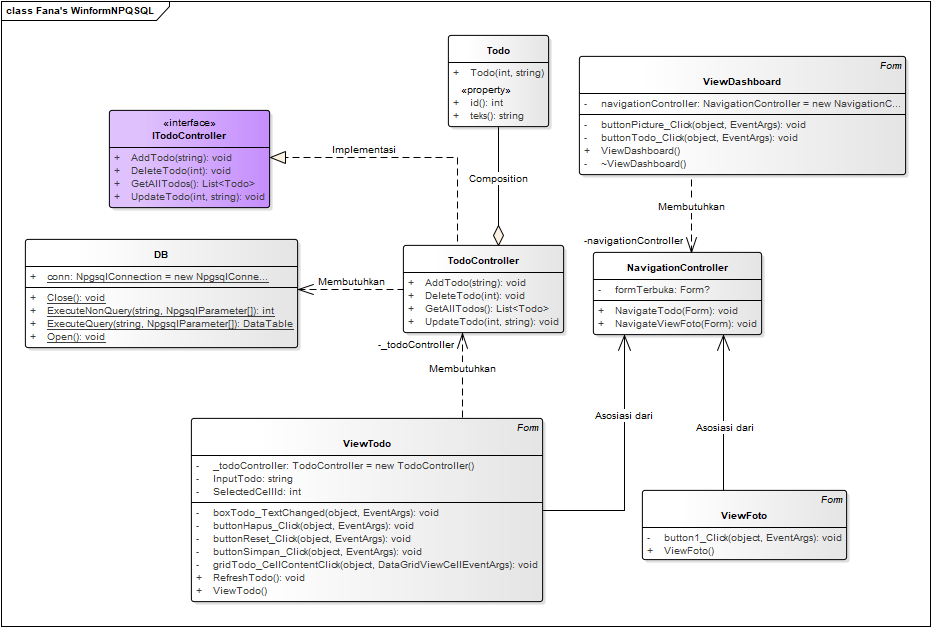 class Fana's WinformNPQSQL
Todo
+ Todo(int, string)
«property»
+ id(): int
+ teks(): string
Form
ViewDashboard
- navigationController: NavigationController = new NavigationC...
- buttonPicture_Click(object, EventArgs): void
- buttonTodo_Click(object, EventArgs): void
+ ViewDashboard()
- ~ViewDashboard()
«interface»
ITodoController
+ AddTodo(string): void
+ DeleteTodo(int): void
+ GetAllTodos(): List<Todo>
+ UpdateTodo(int, string): void
Implementasi
Composition
Membutuhkan
-navigationController
DB
+ conn: NpgsqlConnection = new NpgsqlConne...
+ Close(): void
+ ExecuteNonQuery(string, NpgsqlParameter[]): int
+ ExecuteQuery(string, NpgsqlParameter[]): DataTable
+ Open(): void
Membutuhkan
TodoController
+ AddTodo(string): void
+ DeleteTodo(int): void
+ GetAllTodos(): List<Todo>
+ UpdateTodo(int, string): void
NavigationController
- formTerbuka: Form?
+ NavigateTodo(Form): void
+ NavigateViewFoto(Form): void
-_todoController
Membutuhkan
Asosiasi dari
Asosiasi dari
Form
ViewTodo
- _todoController: TodoController = new TodoController()
- InputTodo: string
- SelectedCellId: int
- boxTodo_TextChanged(object, EventArgs): void
- buttonHapus_Click(object, EventArgs): void
- buttonReset_Click(object, EventArgs): void
- buttonSimpan_Click(object, EventArgs): void
- gridTodo_CellContentClick(object, DataGridViewCellEventArgs): void
+ RefreshTodo(): void
+ ViewTodo()
Form
ViewFoto
- button1_Click(object, EventArgs): void
+ ViewFoto()